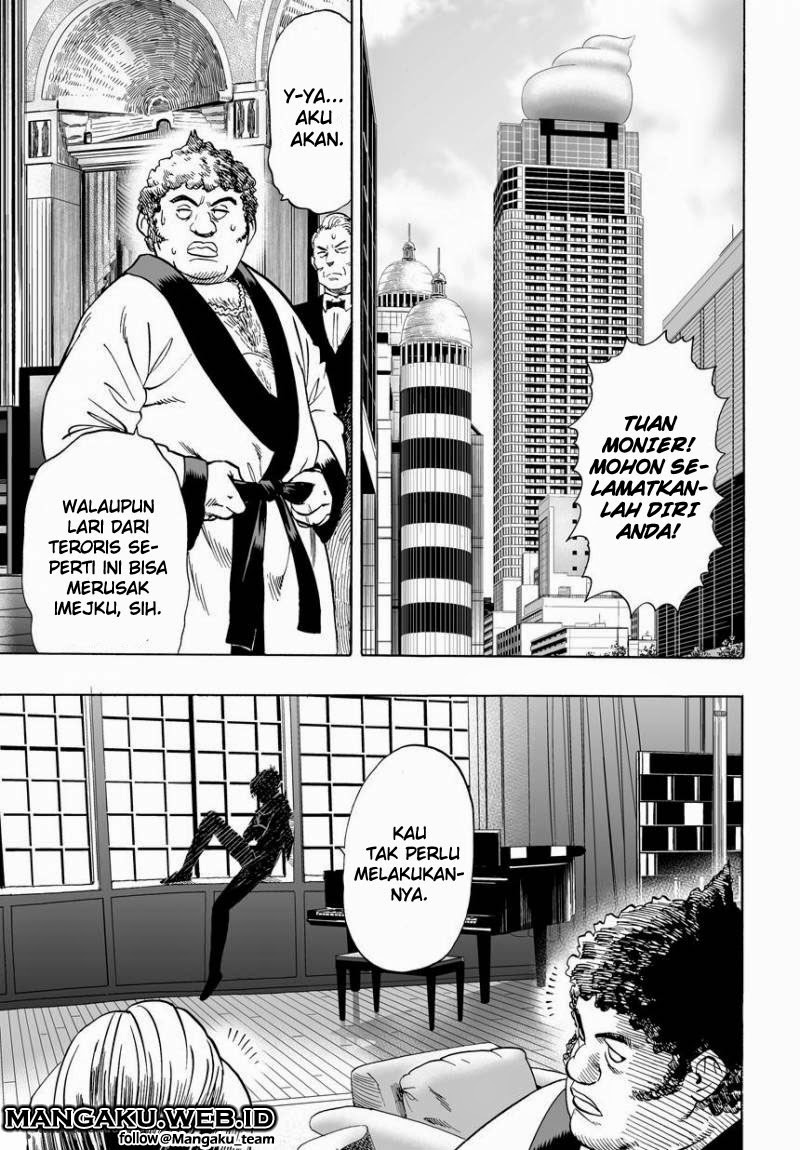 TUAN
MONIER!
MOHON SE-
LAMATKAN-
LAH DIRI
ANDA!
Y-YA...
AKU
AKAN.
WALAUPUN
LARI DARI
TERORIS SE-
PERTI INI BISA
MERUSAK
IMEJKU, SIH.
KAU
TAK PERLU
MELAKUKAN-
NYA.
MANGAKU.WEB.ID
follow@Mangaku_team